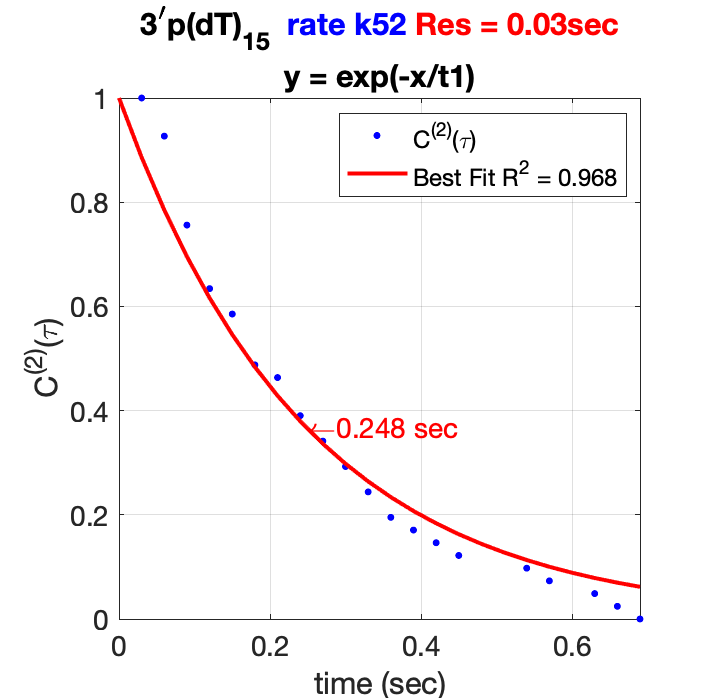 3′p(dT)₁₅ rate k52 Res = 0.03sec
y = exp(-x/t1)
C⁽²⁾(τ)
Best Fit R² = 0.968
1
0.8
0.6
0.4
0.2
0
C⁽²⁾(τ)
0.248 sec
0
0.2
0.4
0.6
time (sec)